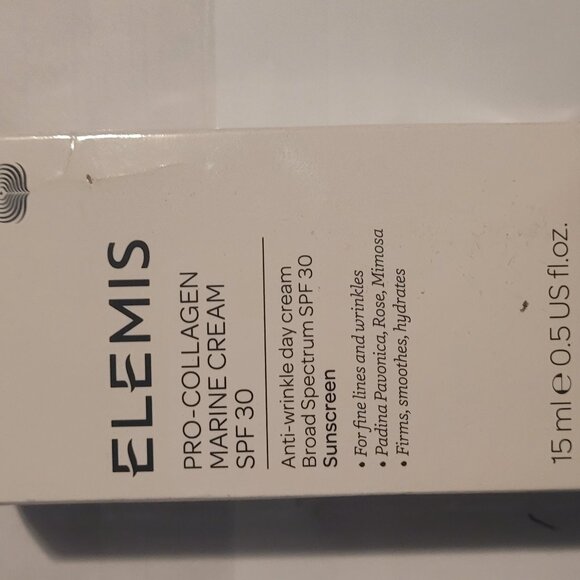 ELEMIS
PRO-COLLAGEN
MARINE CREAM
SPF 30
Anti-wrinkle day cream
Broad Spectrum SPF 30
Sunscreen
• For fine lines and wrinkles
• Padina Pavonica, Rose, Mimosa
• Firms, smoothes, hydrates
15 ml e 0.5 US fl.oz.